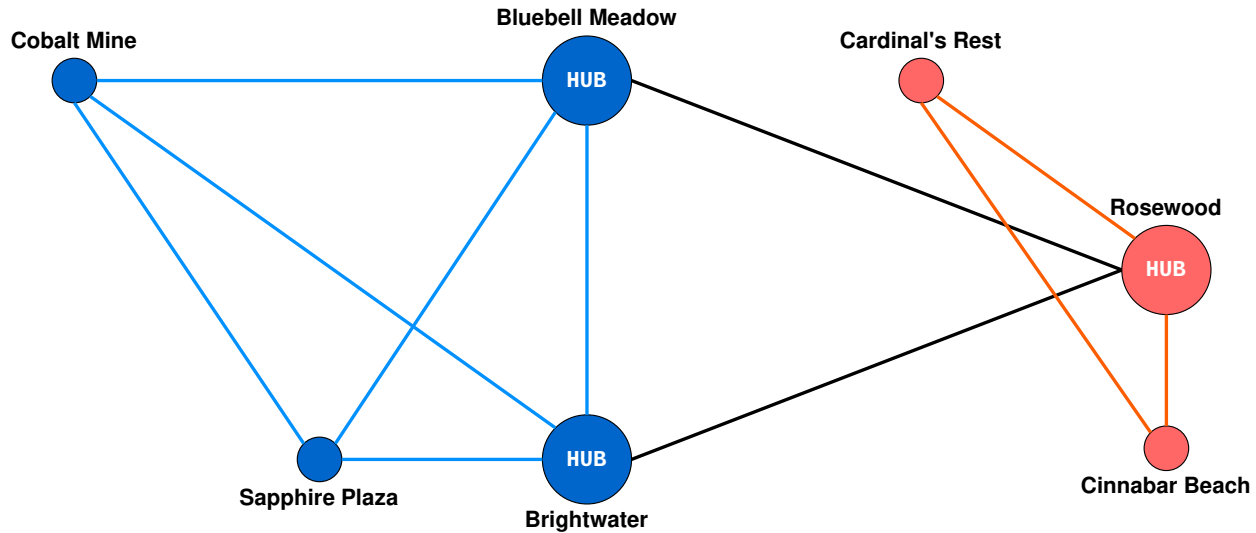 Bluebell Meadow
Cobalt Mine
Cardinal's Rest
HUB
Rosewood
HUB
HUB
Sapphire Plaza
Cinnabar Beach
Brightwater